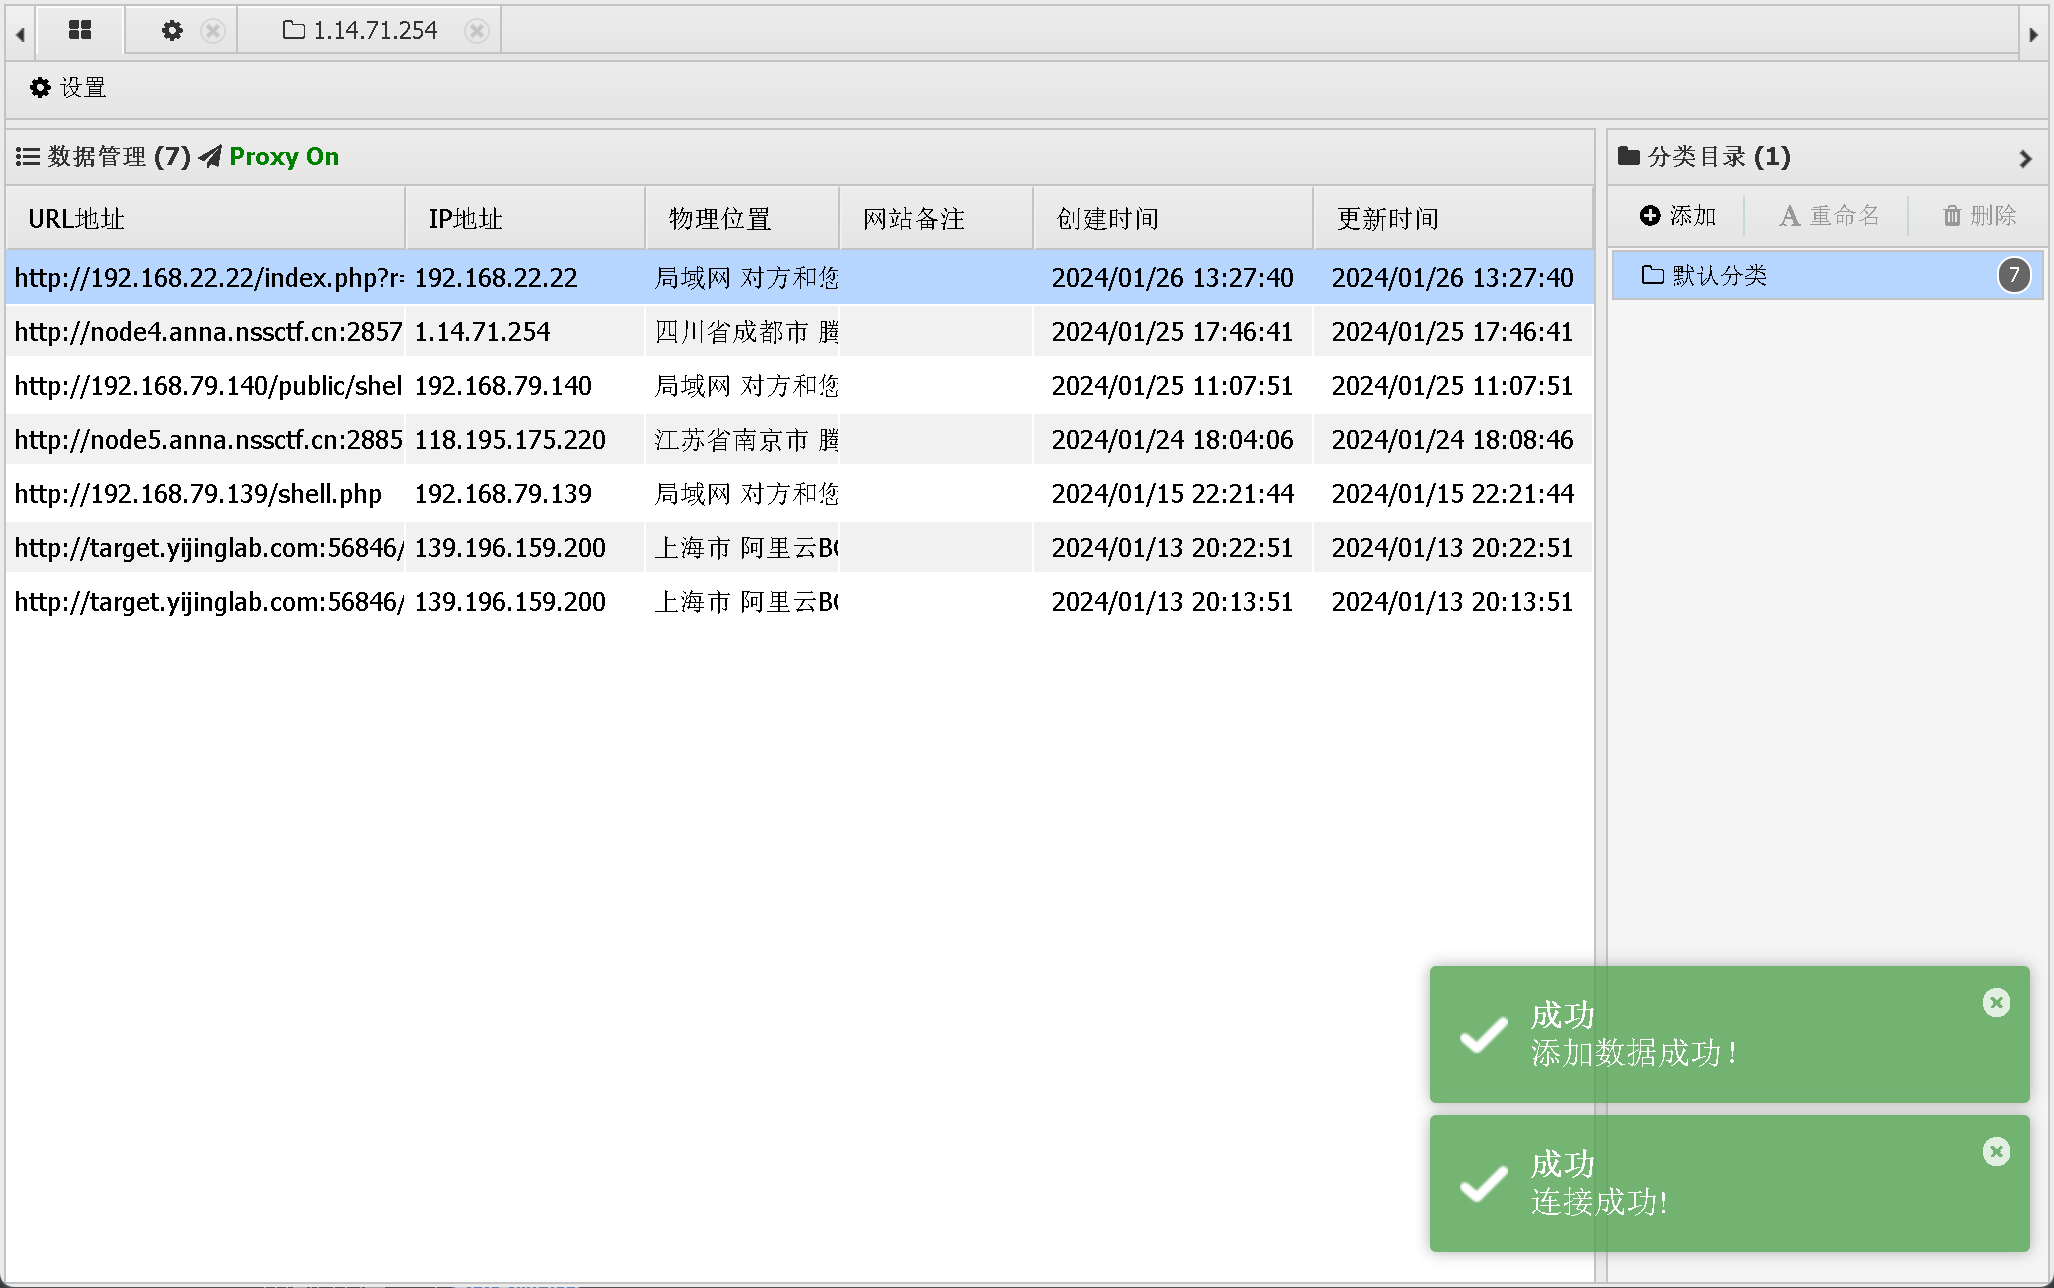 1.14.71.254
设置
数据管理 (7) Proxy On
分类目录 (1)
URL地址 IP地址 物理位置 网站备注 创建时间 更新时间
添加 重命名 删除
默认分类 7
http://192.168.22.22/index.php?r= 192.168.22.22 局域网 对方和您 2024/01/26 13:27:40 2024/01/26 13:27:40
http://node4.anna.nssctf.cn:2857 1.14.71.254 四川省成都市 腾 2024/01/25 17:46:41 2024/01/25 17:46:41
http://192.168.79.140/public/shel 192.168.79.140 局域网 对方和您 2024/01/25 11:07:51 2024/01/25 11:07:51
http://node5.anna.nssctf.cn:2885 118.195.175.220 江苏省南京市 腾 2024/01/24 18:04:06 2024/01/24 18:08:46
http://192.168.79.139/shell.php 192.168.79.139 局域网 对方和您 2024/01/15 22:21:44 2024/01/15 22:21:44
http://target.yijinglab.com:56846/ 139.196.159.200 上海市 阿里云B 2024/01/13 20:22:51 2024/01/13 20:22:51
http://target.yijinglab.com:56846/ 139.196.159.200 上海市 阿里云B 2024/01/13 20:13:51 2024/01/13 20:13:51
成功
添加数据成功！
成功
连接成功!